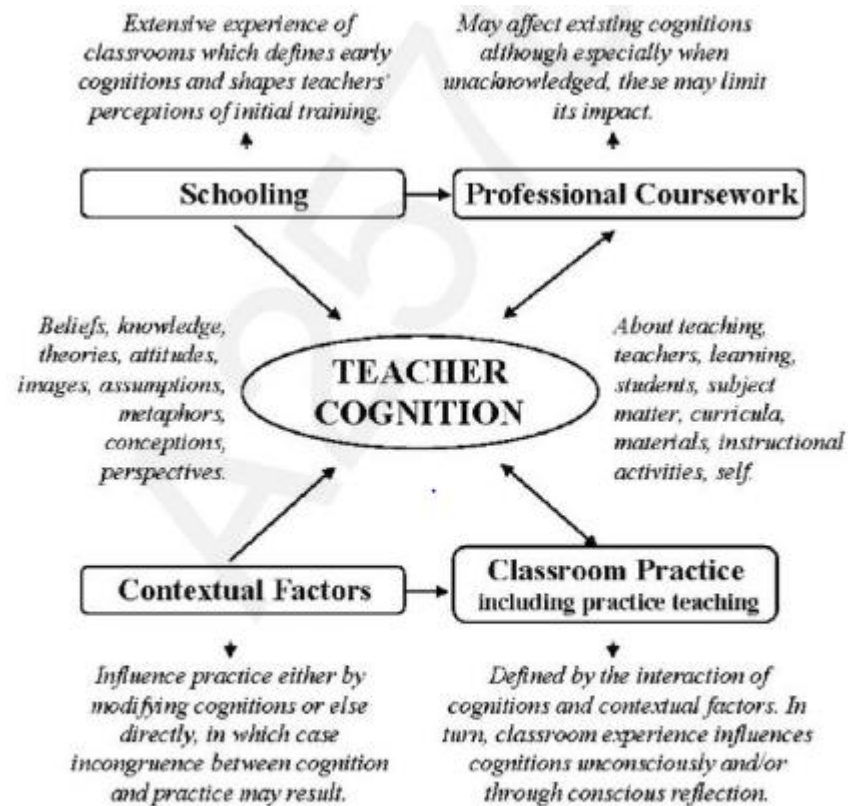 Extensive experience of
classrooms which defines early
cognitions and shapes teachers'
perceptions of initial training.
May affect existing cognitions
although especially when
unacknowledged, these may limit
its impact.
Schooling
Professional Coursework
Beliefs, knowledge,
theories, attitudes,
images, assumptions,
metaphors,
conceptions,
perspectives.
TEACHER
COGNITION
About teaching,
teachers, learning,
students, subject
matter, curricula,
materials, instructional
activities, self.
Contextual Factors
Classroom Practice
including practice teaching
Influence practice either by
modifying cognitions or else
directly, in which case
incongruence between cognition
and practice may result.
Defined by the interaction of
cognitions and contextual factors. In
turn, classroom experience influences
cognitions unconsciously and/or
through conscious reflection.